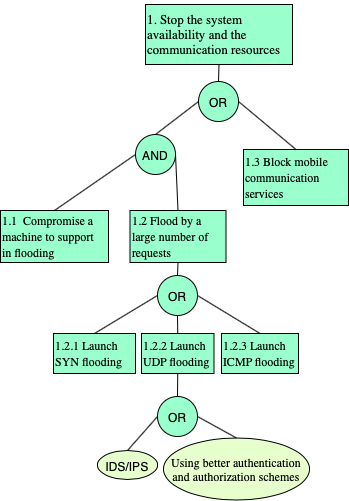 1. Stop the system
availability and the
communication resources
OR
AND
1.3 Block mobile
communication
services
1.1 Compromise a
machine to support
in flooding
1.2 Flood by a
large number of
requests
OR
1.2.1 Launch
SYN flooding
1.2.2 Launch
UDP flooding
1.2.3 Launch
ICMP flooding
OR
IDS/IPS
Using better authentication
and authorization schemes